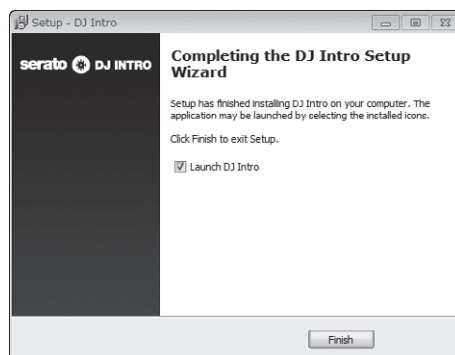 Setup - DJ Intro
serato DJ INTRO
Completing the DJ Intro Setup
Wizard
Setup has finished installing DJ Intro on your computer. The
application may be launched by selecting the installed icons.
Click Finish to exit Setup.
Launch DJ Intro
Finish